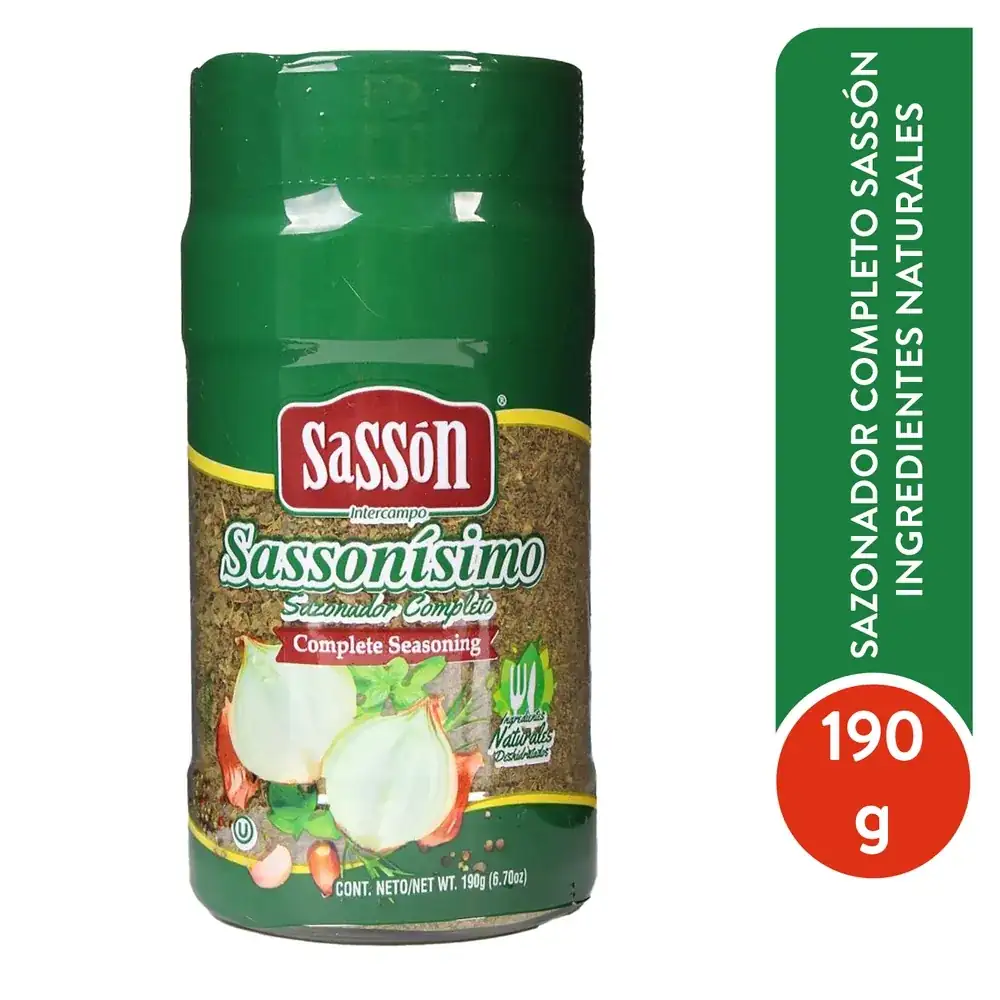 Sassón
®
Intercampo
Sassonísimo
Sazonador Completo
Complete Seasoning
Ingredientes
Naturales
Deshidratados
U
CONT. NETO/NET WT. 190g (6.70oz)
SAZONADOR COMPLETO SASSÓN
INGREDIENTES NATURALES
190
g